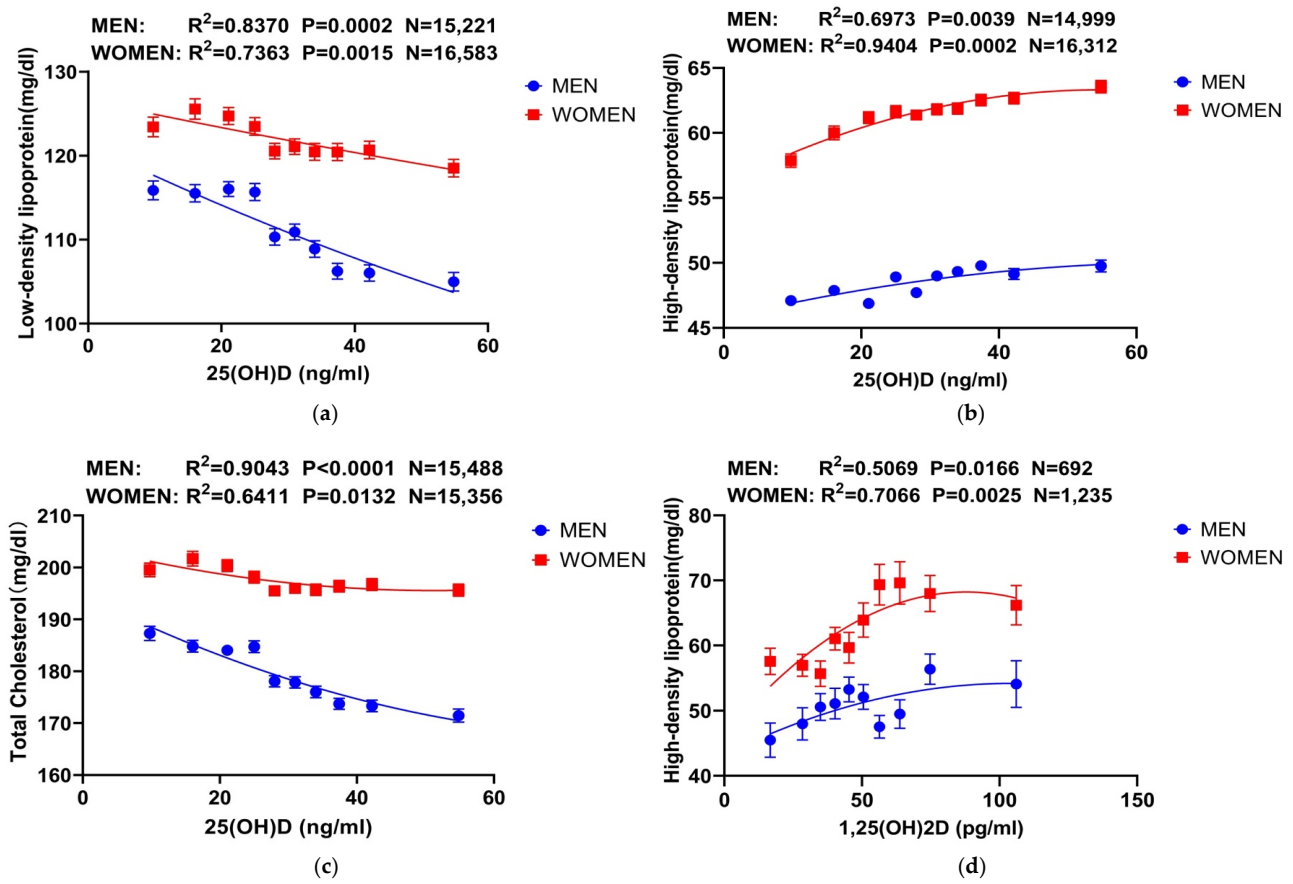 MEN: R²=0.8370 P=0.0002 N=15,221
WOMEN: R²=0.7363 P=0.0015 N=16,583
130
120
110
100
Low-density lipoprotein(mg/dl)
0 20 40 60
25(OH)D (ng/ml)
MEN
WOMEN
(a)
MEN: R²=0.6973 P=0.0039 N=14,999
WOMEN: R²=0.9404 P=0.0002 N=16,312
65
60
55
50
45
High-density lipoprotein(mg/dl)
0 20 40 60
25(OH)D (ng/ml)
MEN
WOMEN
(b)
MEN: R²=0.9043 P<0.0001 N=15,488
WOMEN: R²=0.6411 P=0.0132 N=15,356
210
200
190
180
170
160
Total Cholesterol(mg/dl)
0 20 40 60
25(OH)D (ng/ml)
MEN
WOMEN
(c)
MEN: R²=0.5069 P=0.0166 N=692
WOMEN: R²=0.7066 P=0.0025 N=1,235
80
70
60
50
40
High-density lipoprotein(mg/dl)
0 50 100 150
1,25(OH)2D (pg/ml)
MEN
WOMEN
(d)